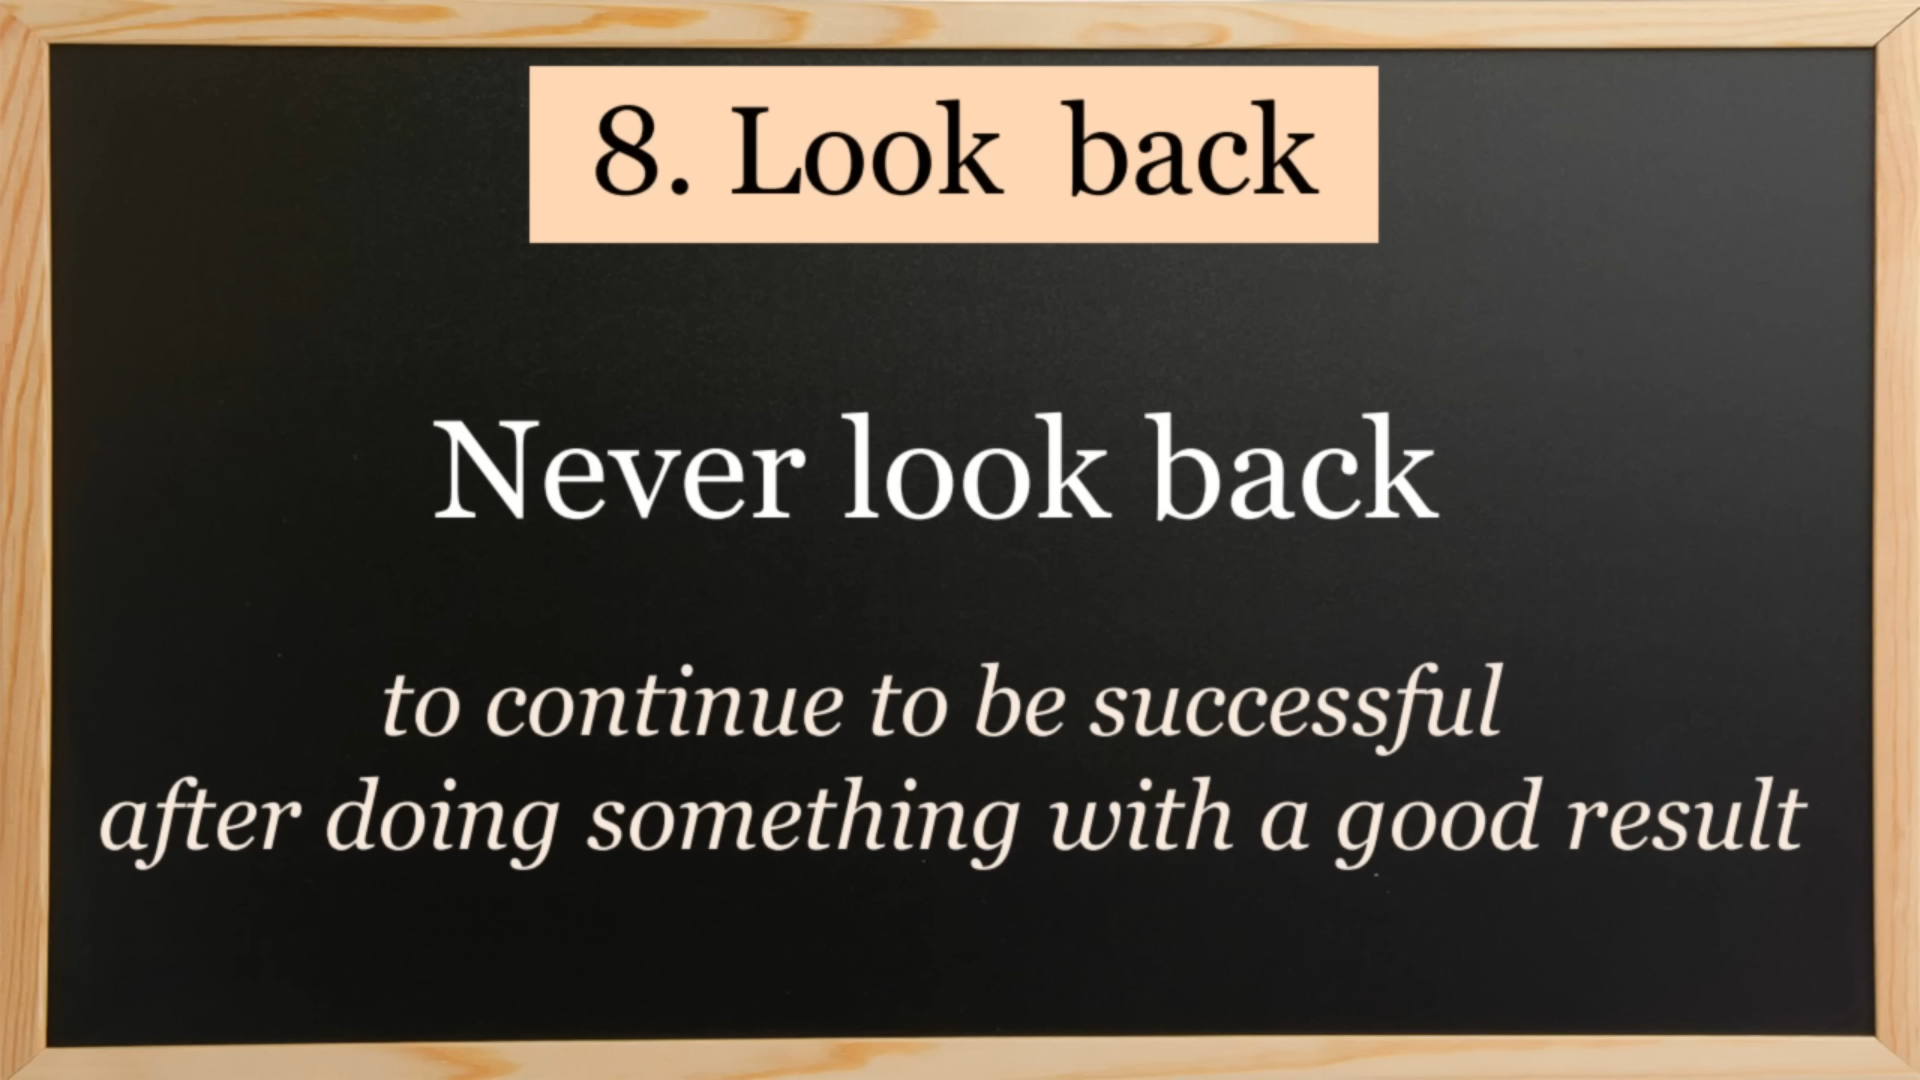 8. Look back
Never look back
to continue to be successful
after doing something with a good result